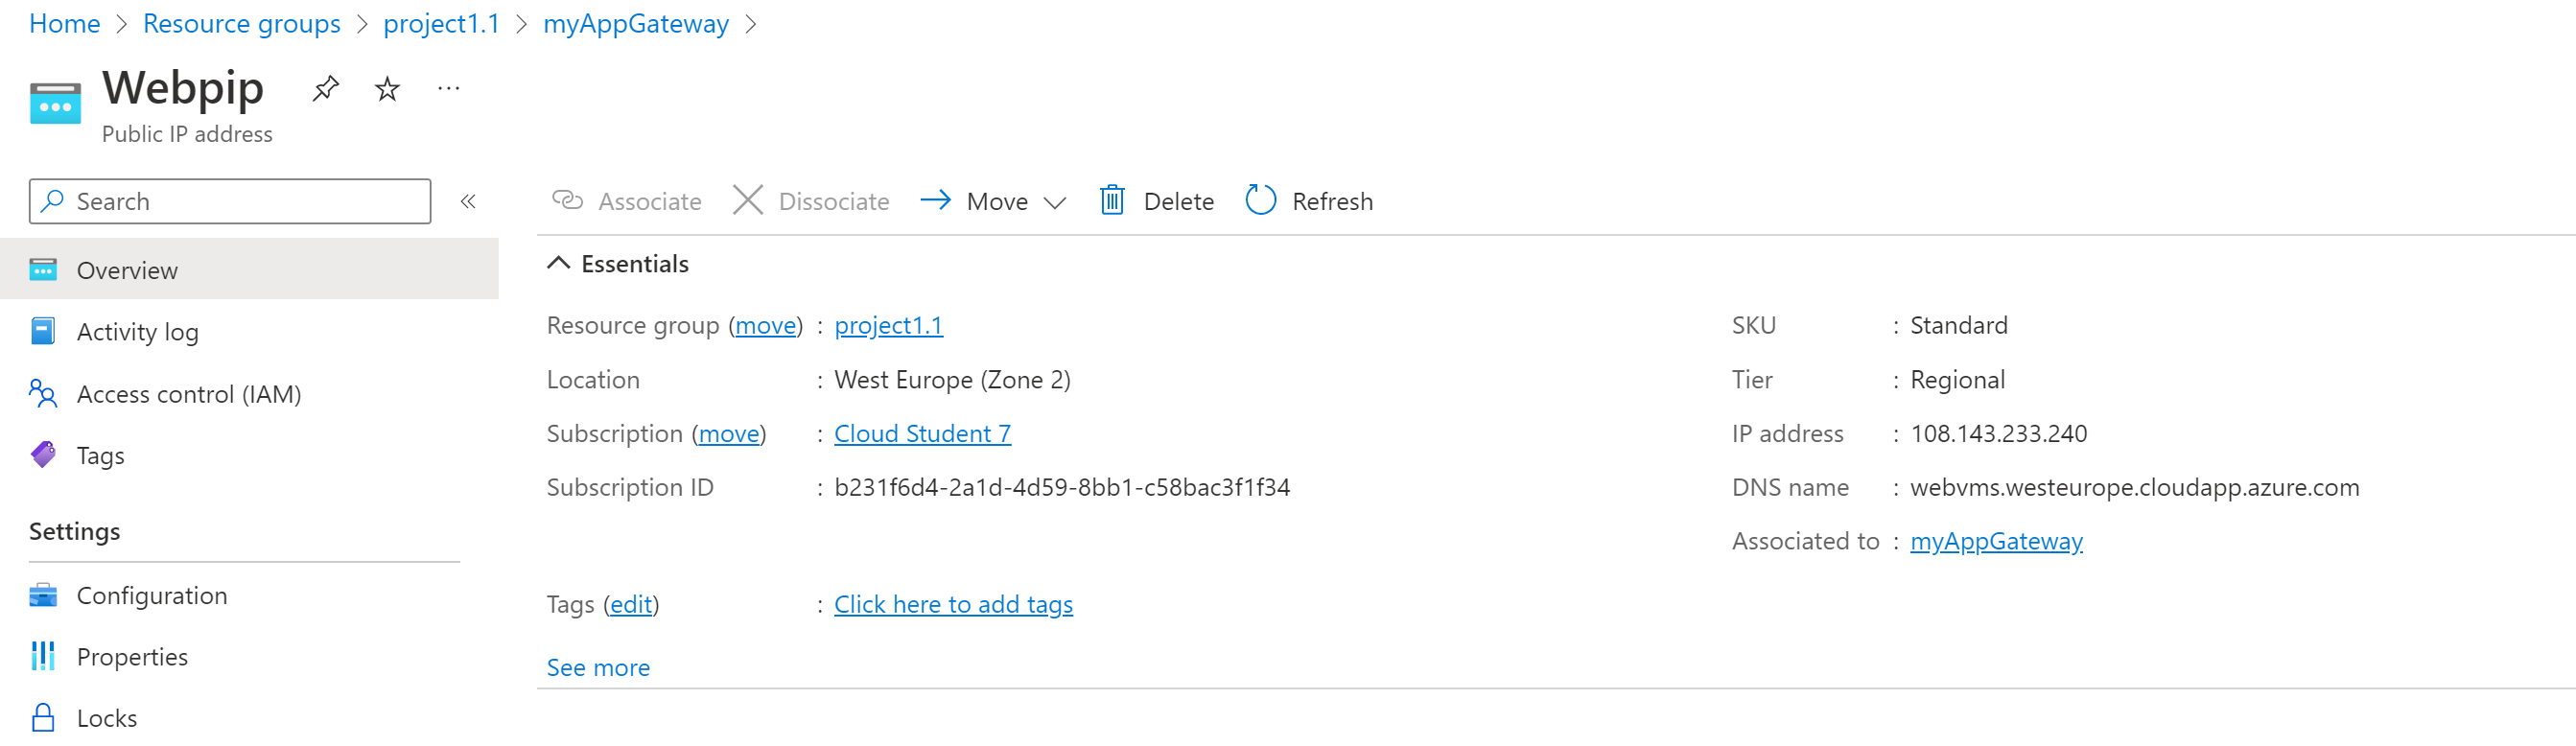 Home > Resource groups > project1.1 > myAppGateway >
Webpip
Public IP address
Search
Overview
Activity log
Access control (IAM)
Tags
Settings
Configuration
Properties
Locks
Associate Dissociate Move Delete Refresh
Essentials
Resource group (move) : project1.1
Location : West Europe (Zone 2)
Subscription (move) : Cloud Student 7
Subscription ID : b231f6d4-2a1d-4d59-8bb1-c58bac3f1f34
Tags (edit) : Click here to add tags
See more
SKU : Standard
Tier : Regional
IP address : 108.143.233.240
DNS name : webvms.westeurope.cloudapp.azure.com
Associated to : myAppGateway